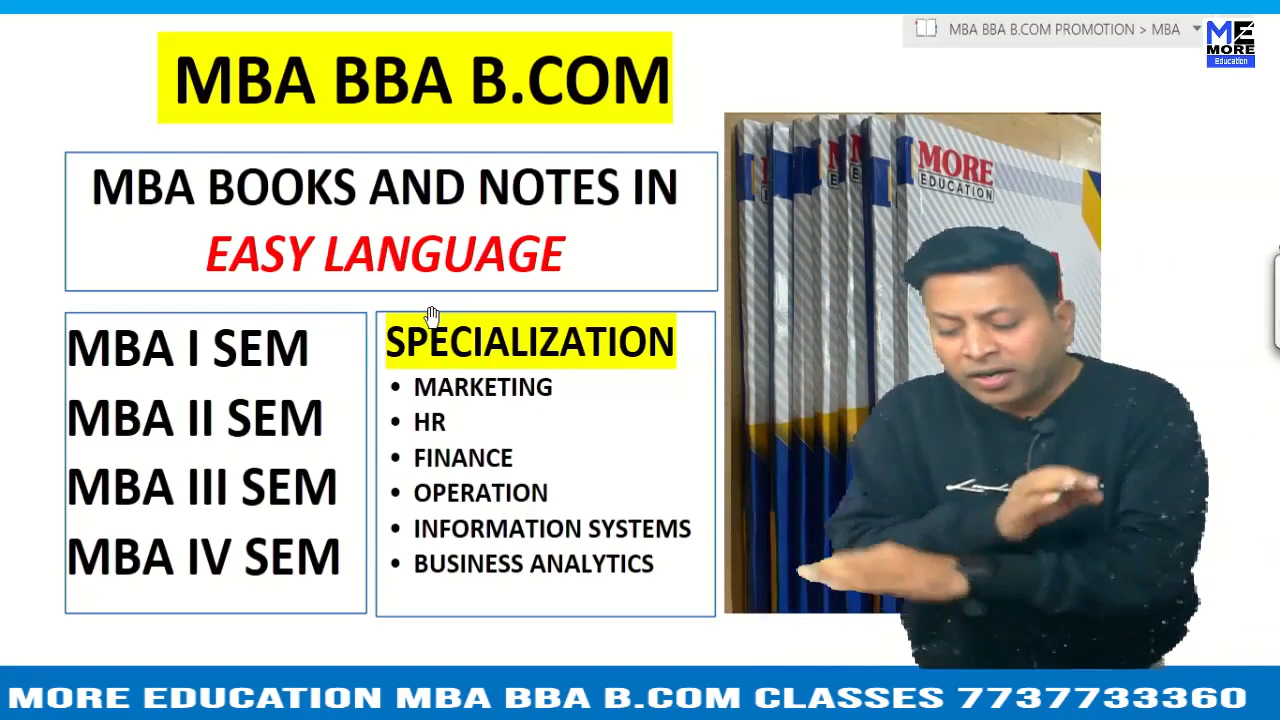 MBA BBA B.COM PROMOTION > MBA
ME
MORE
Education
MBA BBA B.COM
MBA BOOKS AND NOTES IN
EASY LANGUAGE
MBA I SEM
MBA II SEM
MBA III SEM
MBA IV SEM
SPECIALIZATION
• MARKETING
• HR
• FINANCE
• OPERATION
• INFORMATION SYSTEMS
• BUSINESS ANALYTICS
MORE
EDUCATION
MORE EDUCATION MBA BBA B.COM CLASSES 7737733360